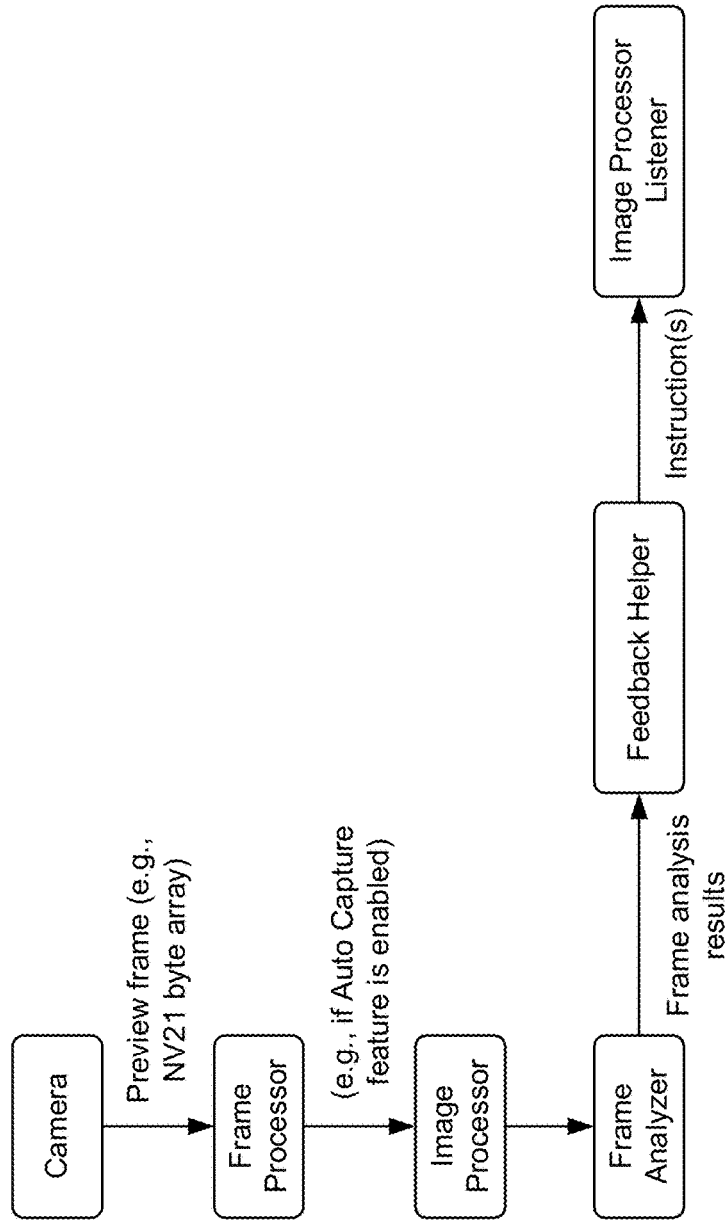 Camera
Preview frame (e.g.,
NV21 byte array)
Frame
Processor
(e.g., if Auto Capture
feature is enabled)
Image
Processor
Frame
Analyzer
Frame analysis
results
Feedback Helper
Instruction(s)
Image Processor
Listener